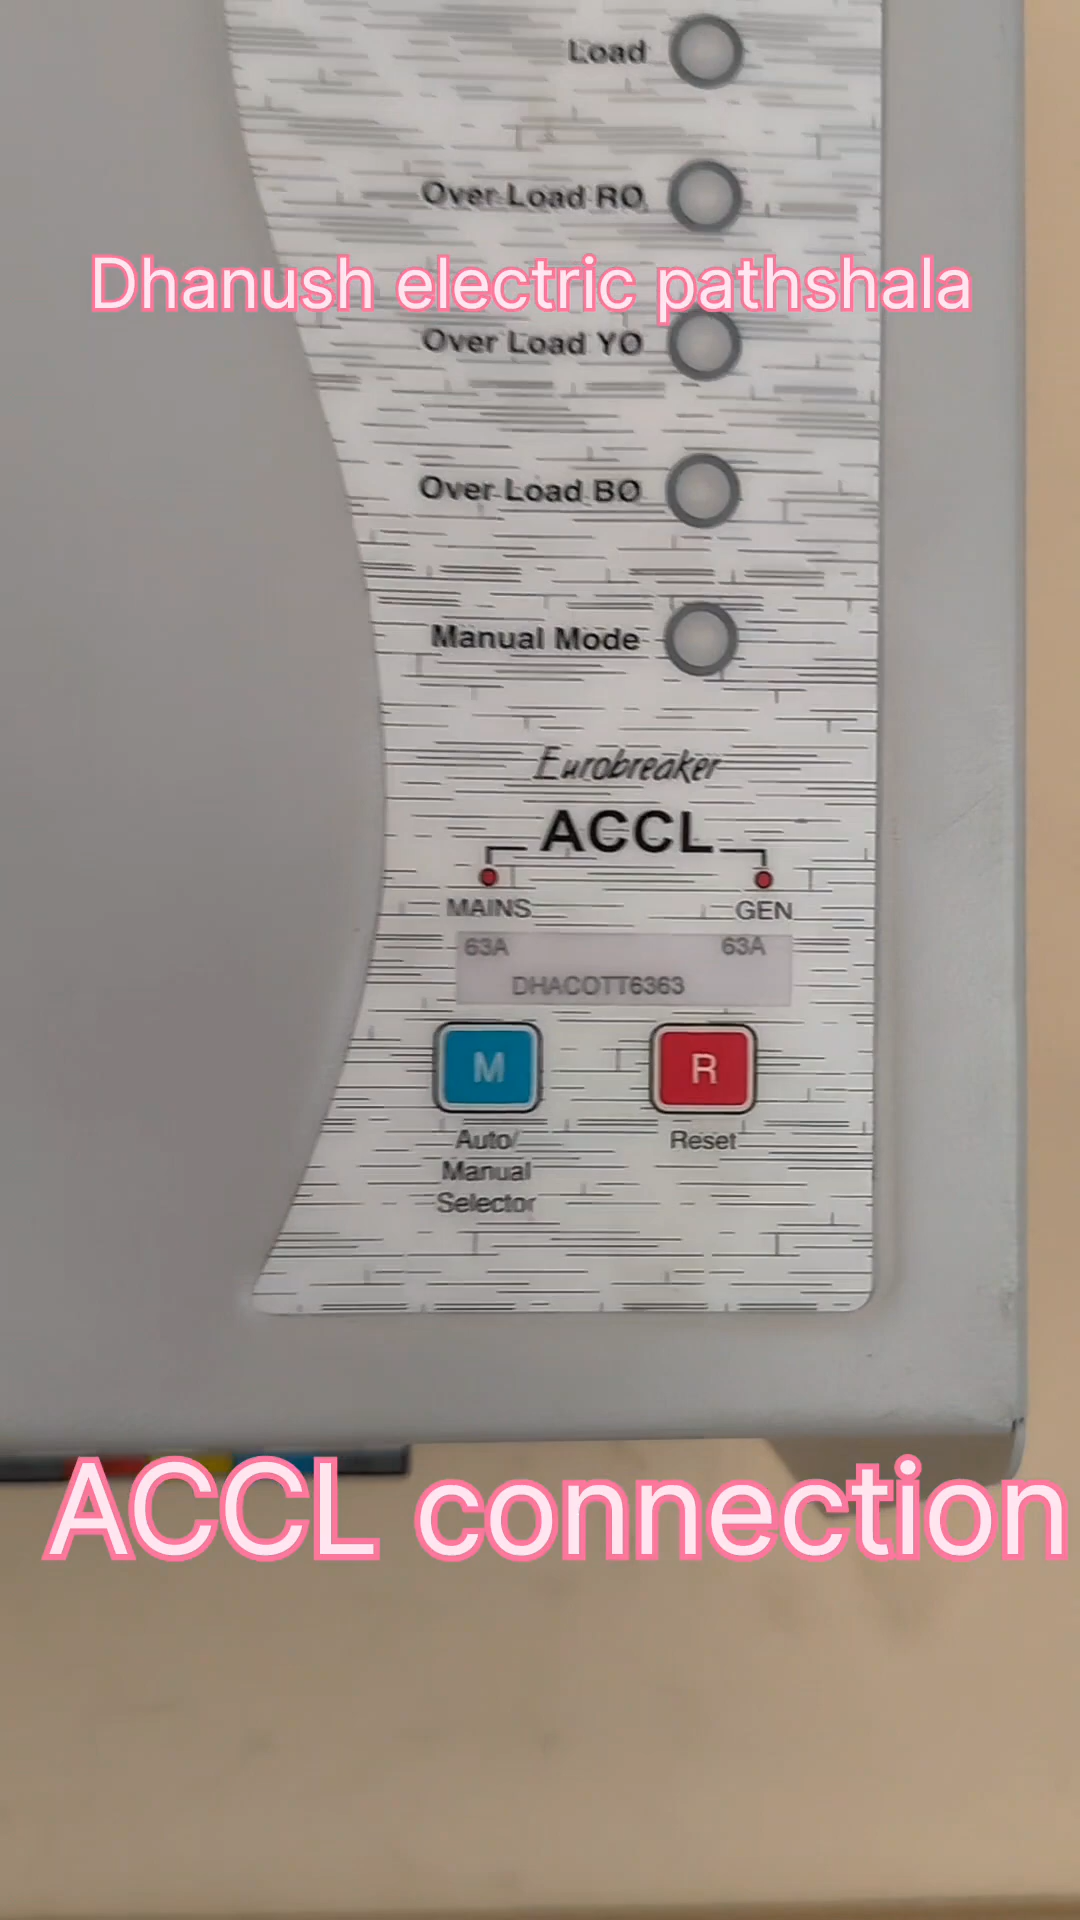 Load
Over Load RO
Dhanush electric pathshala
Over Load YO
Over Load BO
Manual Mode
Eurobreaker
ACCL
MAINS GEN
63A 63A
DHACOTT6363
M R
Auto/ Reset
Manual
Selector
ACCL connection